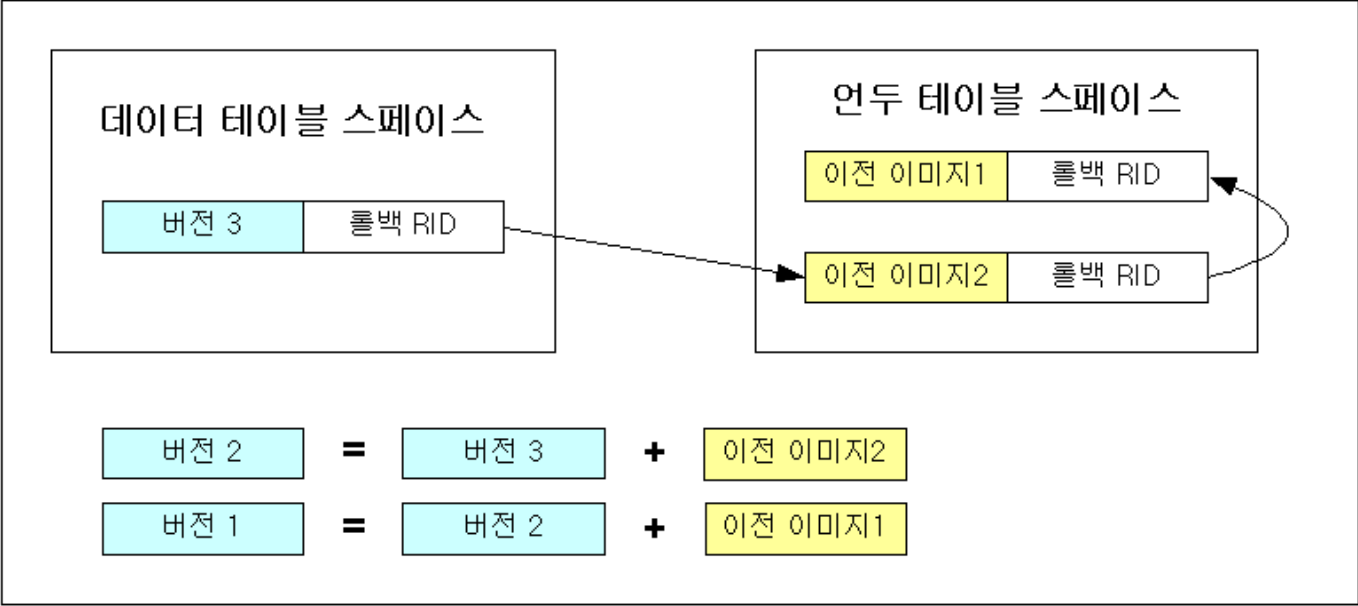 데이터 테이블 스페이스
버전 3 롤백 RID
언두 테이블 스페이스
이전 이미지1 롤백 RID
이전 이미지2 롤백 RID
버전 2 = 버전 3 + 이전 이미지2
버전 1 = 버전 2 + 이전 이미지1